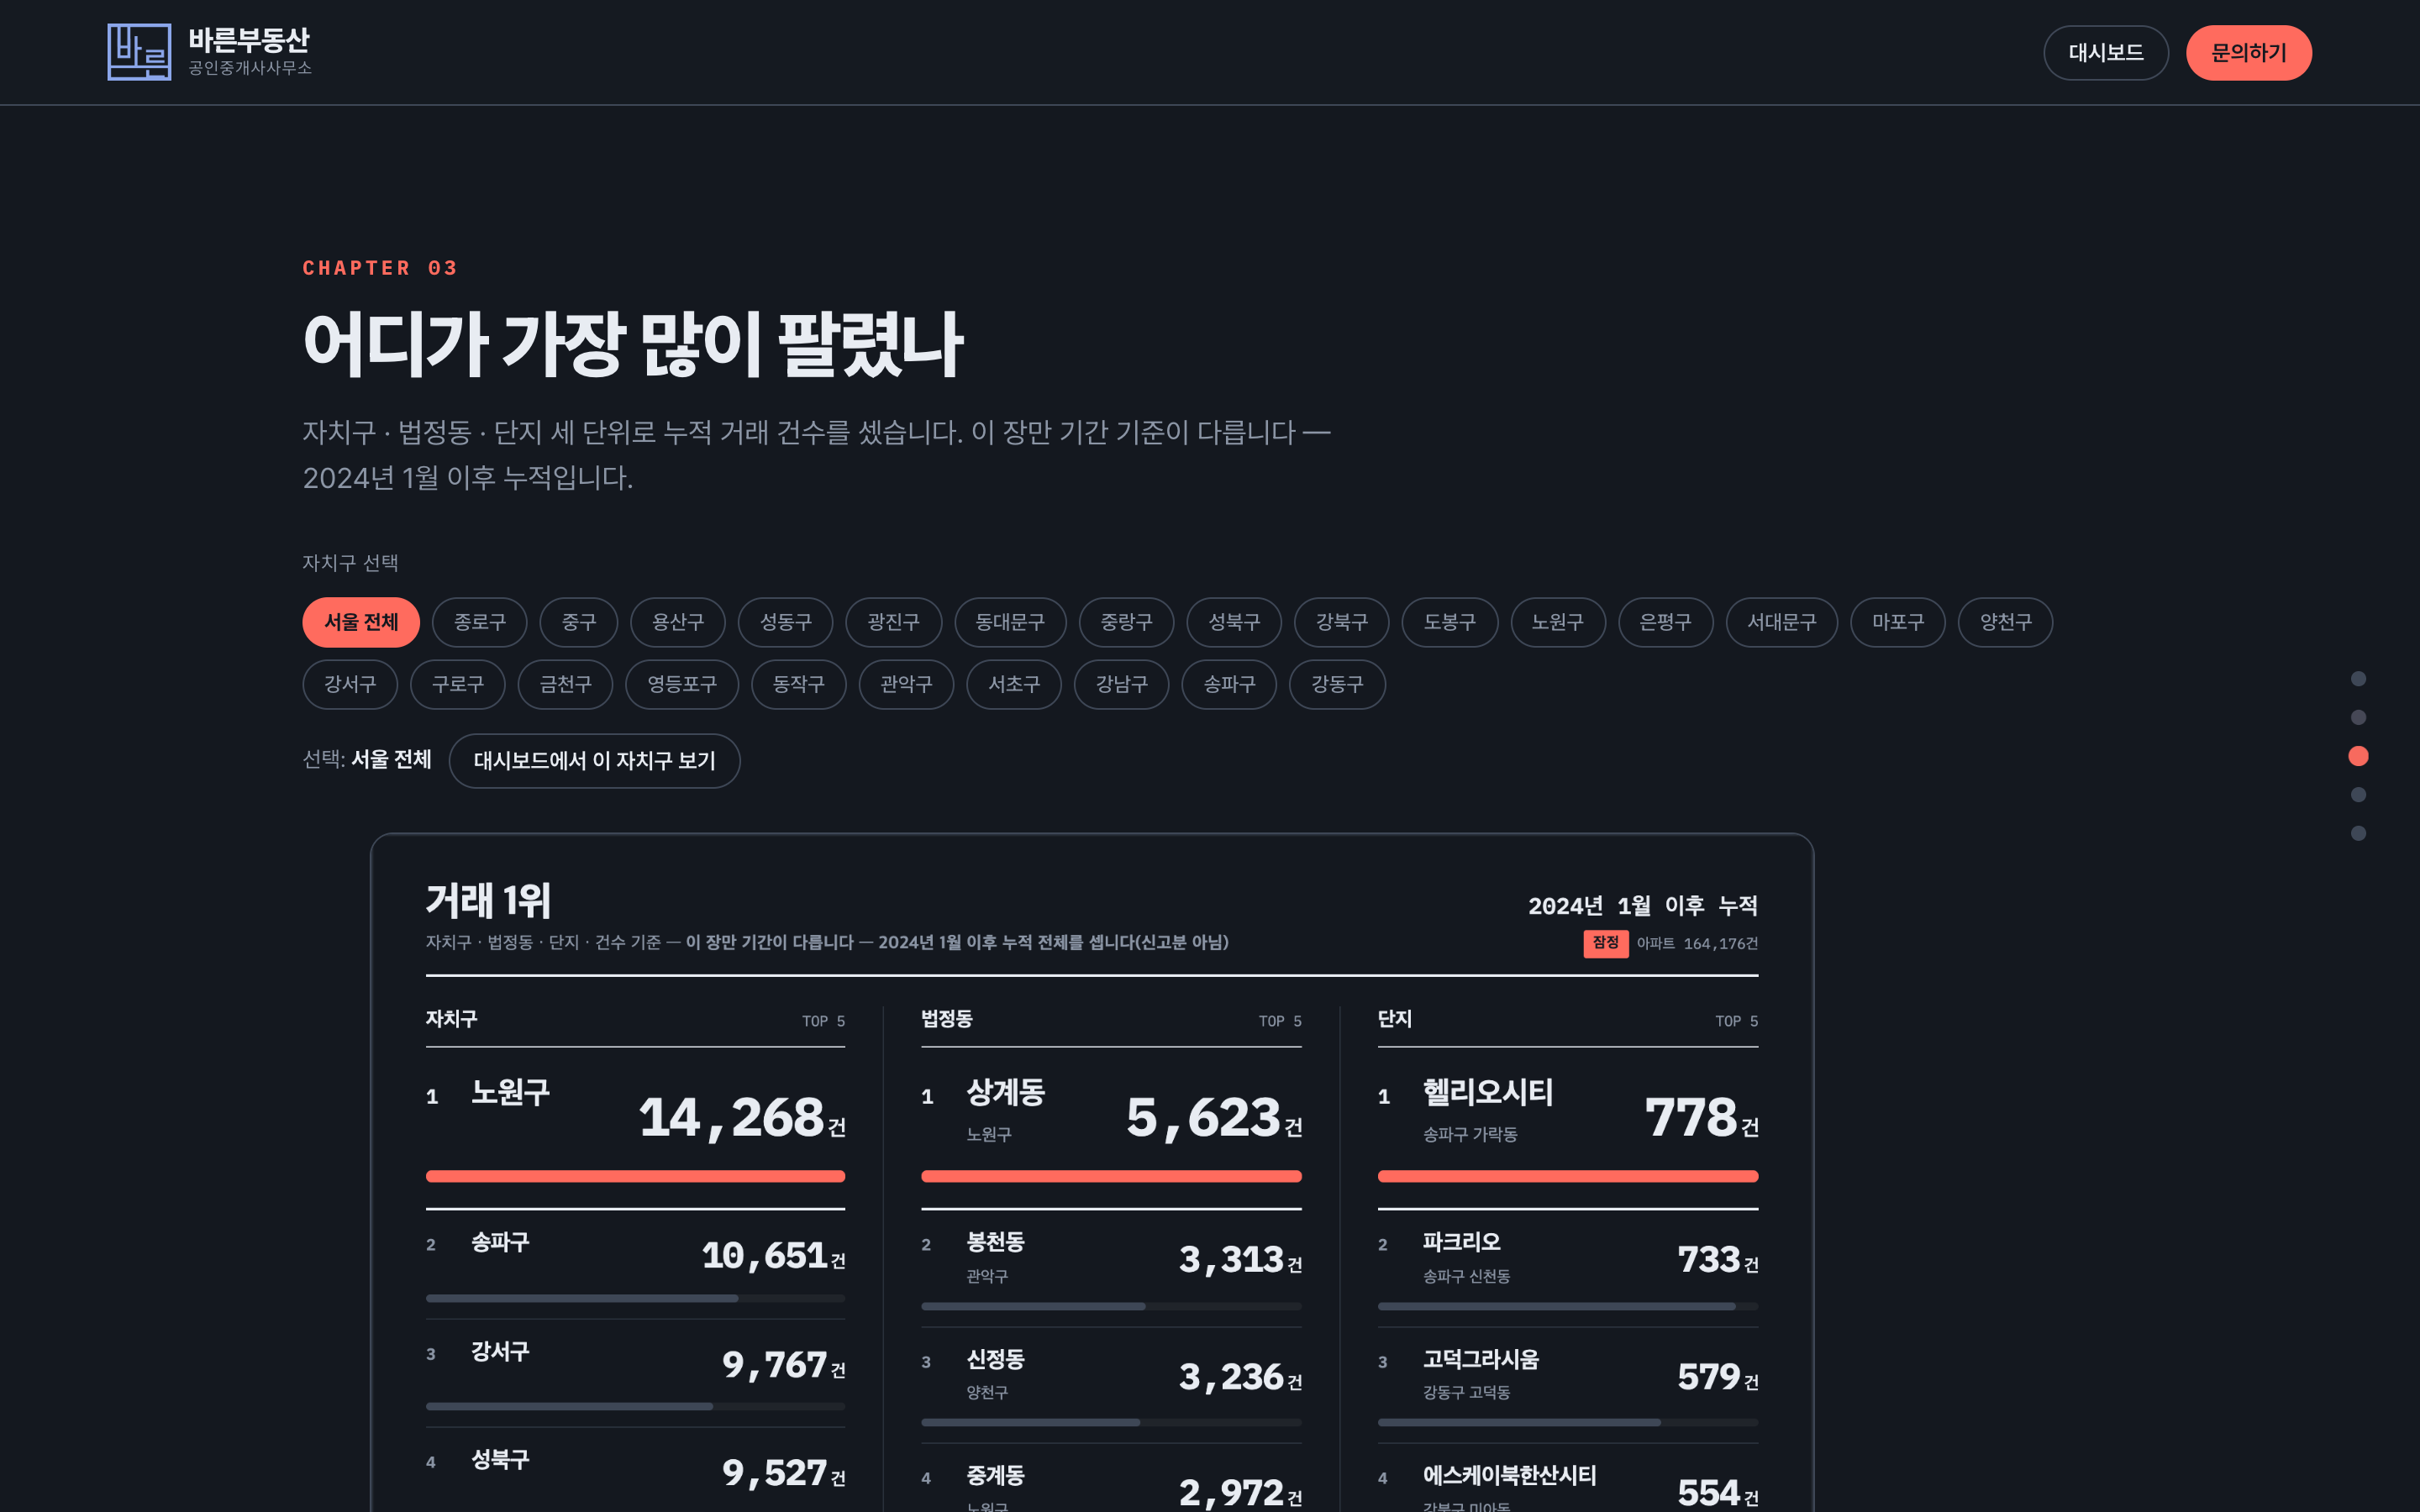 바른
바른부동산
공인중개사사무소
대시보드
문의하기
CHAPTER 03
어디가 가장 많이 팔렸나
자치구 · 법정동 · 단지 세 단위로 누적 거래 건수를 셌습니다. 이 장만 기간 기준이 다릅니다 —
2024년 1월 이후 누적입니다.
자치구 선택
서울 전체 종로구 중구 용산구 성동구 광진구 동대문구 중랑구 성북구 강북구 도봉구 노원구 은평구 서대문구 마포구 양천구
강서구 구로구 금천구 영등포구 동작구 관악구 서초구 강남구 송파구 강동구
선택: 서울 전체 대시보드에서 이 자치구 보기
거래 1위
2024년 1월 이후 누적
자치구 · 법정동 · 단지 · 건수 기준 — 이 장만 기간이 다릅니다 — 2024년 1월 이후 누적 전체를 셉니다(신고분 아님)
잠정 아파트 164,176건
자치구 TOP 5
1 노원구 14,268건
2 송파구 10,651건
3 강서구 9,767건
4 성북구 9,527건
법정동 TOP 5
1 상계동 5,623건
노원구
2 봉천동 3,313건
관악구
3 신정동 3,236건
양천구
4 중계동 2,972건
노원구
단지 TOP 5
1 헬리오시티 778건
송파구 가락동
2 파크리오 733건
송파구 신천동
3 고덕그라시움 579건
강동구 고덕동
4 에스케이북한산시티 554건
강북구 미아동